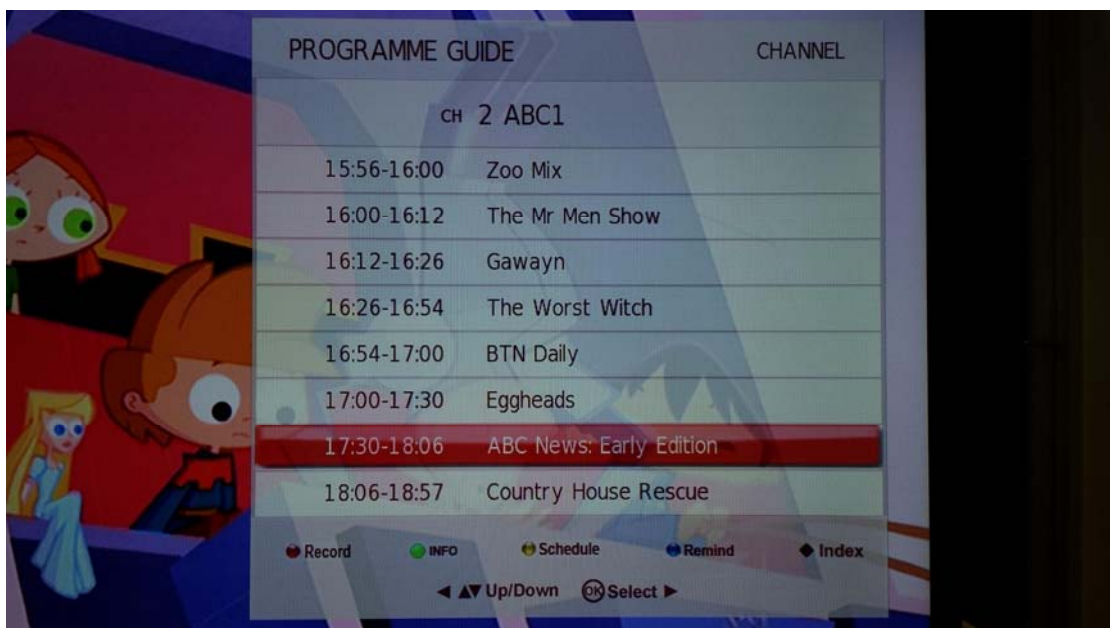 PROGRAMME GUIDE CHANNEL
CH 2 ABC1
15:56-16:00 Zoo Mix
16:00-16:12 The Mr Men Show
16:12-16:26 Gawayn
16:26-16:54 The Worst Witch
16:54-17:00 BTN Daily
17:00-17:30 Eggheads
17:30-18:06 ABC News: Early Edition
18:06-18:57 Country House Rescue
Record INFO Schedule Remind ◆ Index
◄ ▲▼ Up/Down OK Select ►